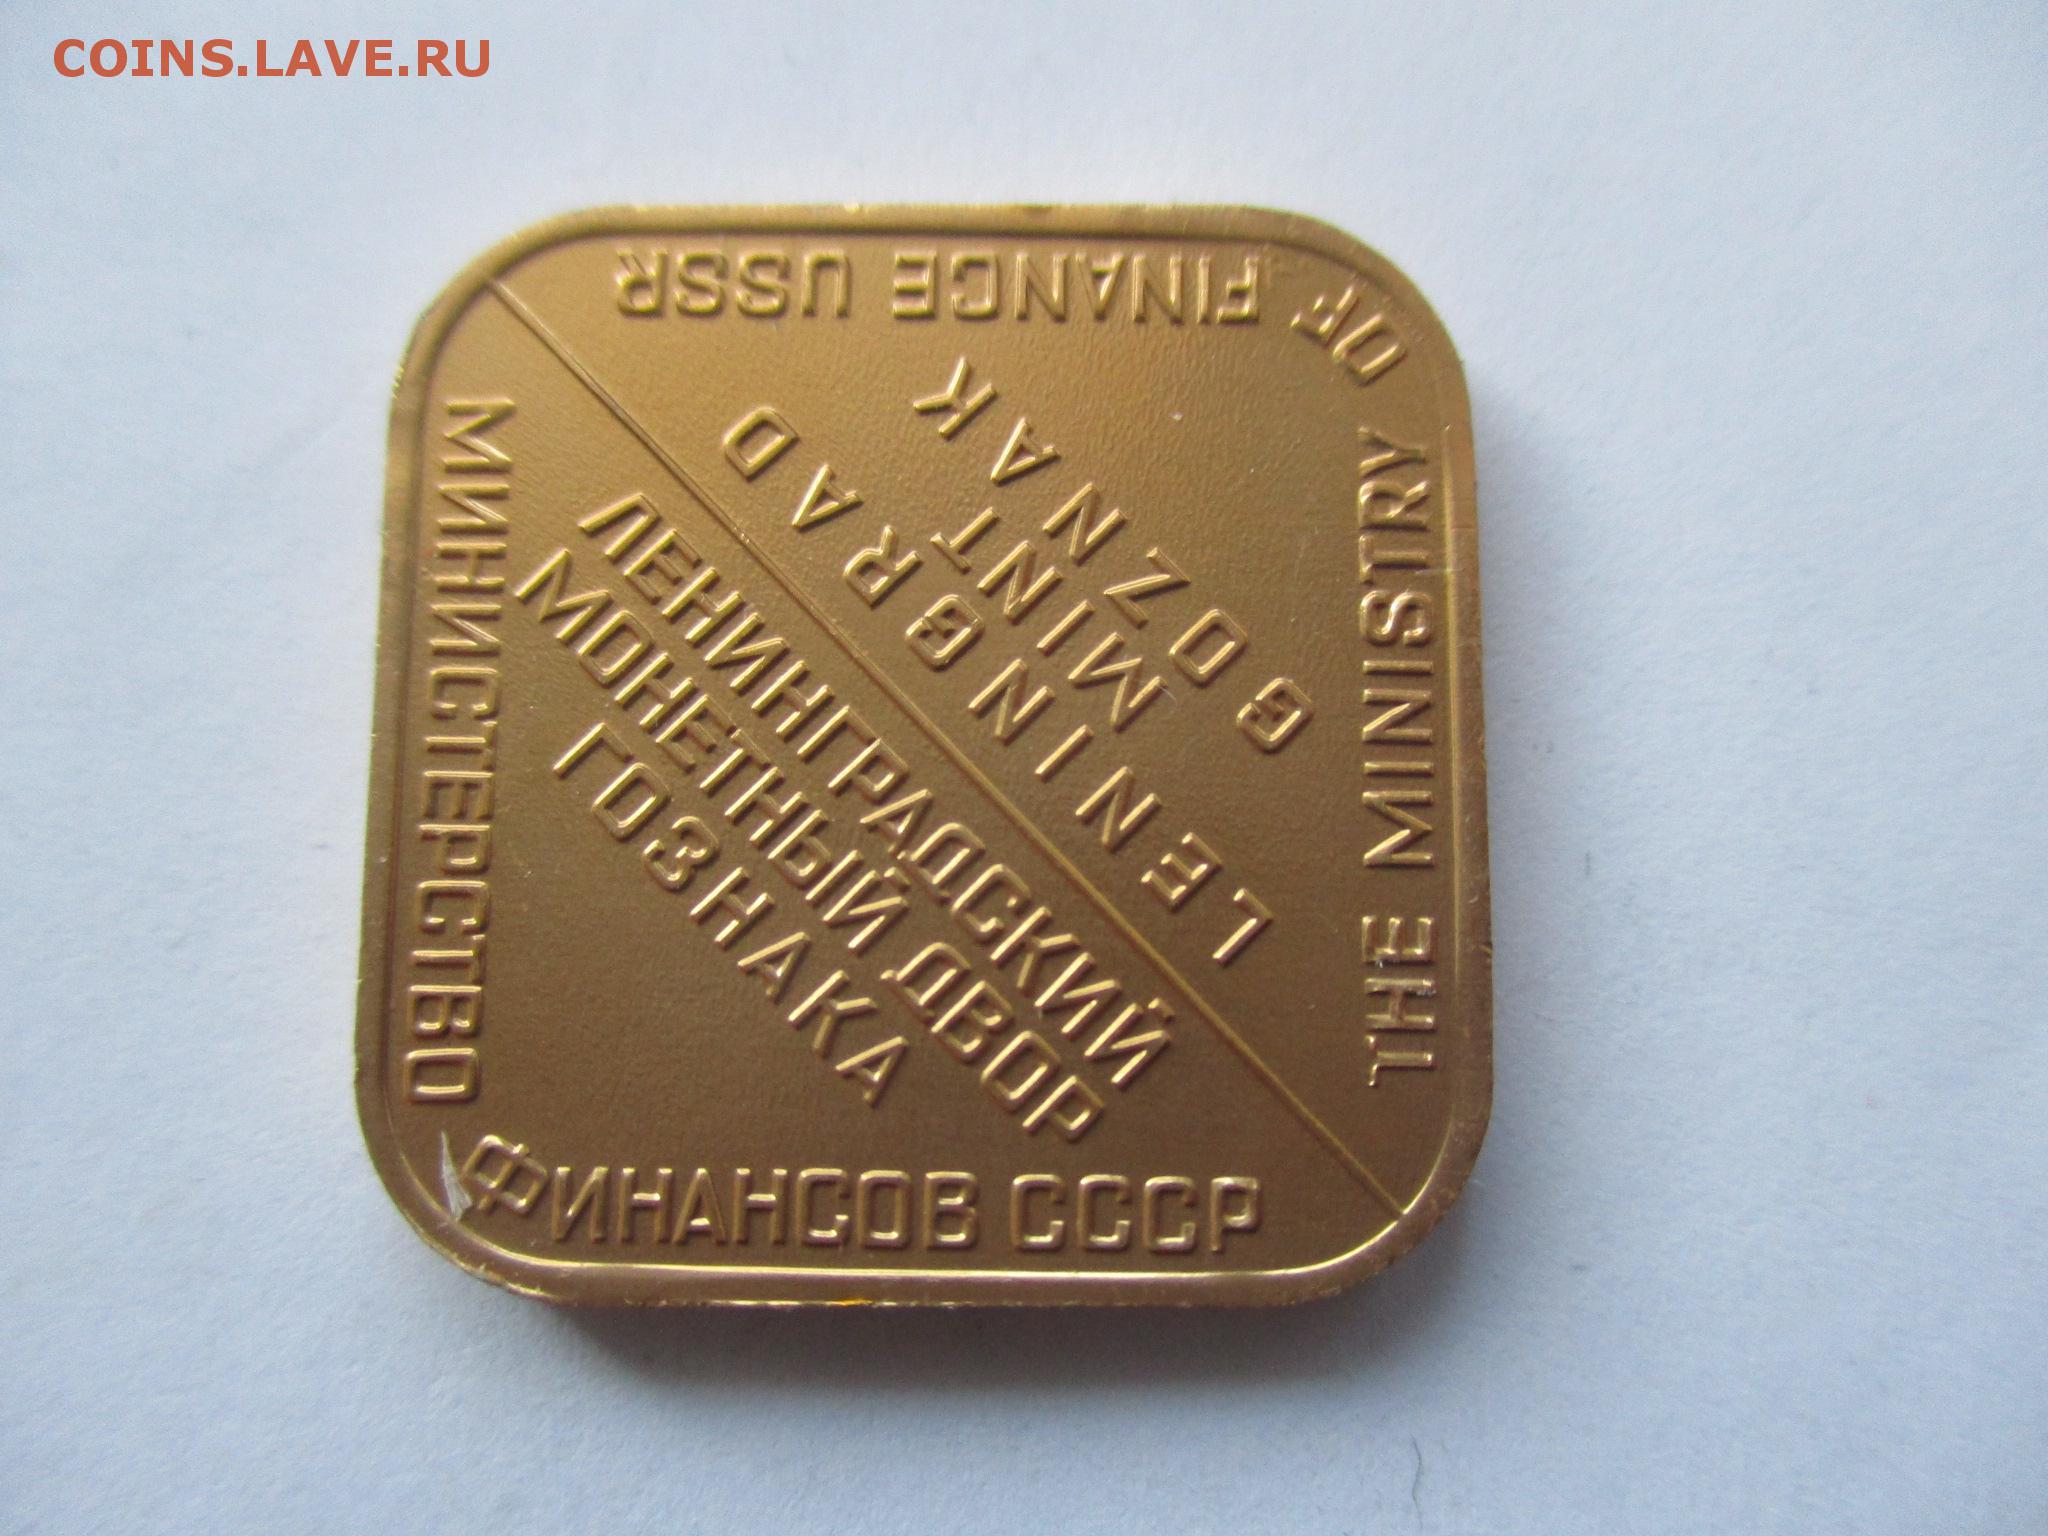 COINS.LAVE.RU
МИНИСТЕРСТВО
ФИНАНСОВ СССР
ЛЕНИНГРАДСКИЙ
МОНЕТНЫЙ ДВОР
ГОЗНАКА
THE MINISTRY OF FINANCE USSR
LENINGRAD
MINT
GOZNAK